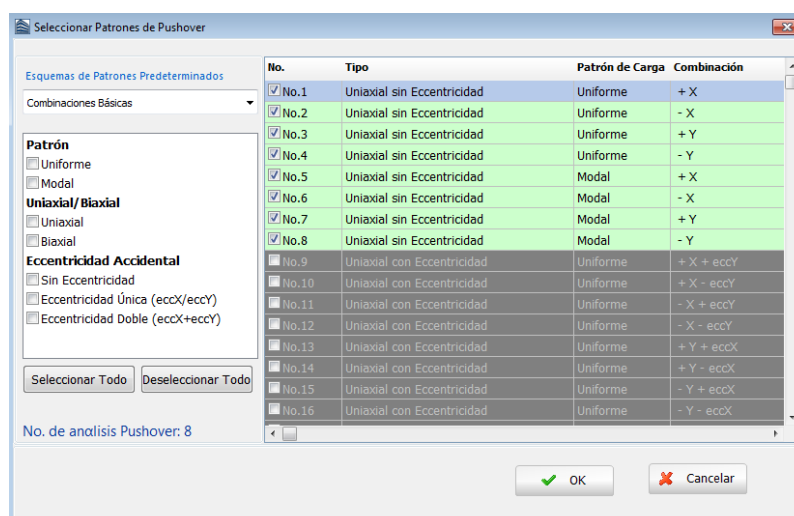 Seleccionar Patrones de Pushover
Esquemas de Patrones Predeterminados
Combinaciones Básicas
Patrón
Uniforme
Modal
Uniaxial/Biaxial
Uniaxial
Biaxial
Eccentricidad Accidental
Sin Eccentricidad
Eccentricidad Única (eccX/eccY)
Eccentricidad Doble (eccX+eccY)
Seleccionar Todo Deseleccionar Todo
No. de anαlisis Pushover: 8
No. Tipo Patrón de Carga Combinación
No.1 Uniaxial sin Eccentricidad Uniforme + X
No.2 Uniaxial sin Eccentricidad Uniforme - X
No.3 Uniaxial sin Eccentricidad Uniforme + Y
No.4 Uniaxial sin Eccentricidad Uniforme - Y
No.5 Uniaxial sin Eccentricidad Modal + X
No.6 Uniaxial sin Eccentricidad Modal - X
No.7 Uniaxial sin Eccentricidad Modal + Y
No.8 Uniaxial sin Eccentricidad Modal - Y
No.9 Uniaxial con Eccentricidad Uniforme + X + eccY
No.10 Uniaxial con Eccentricidad Uniforme + X - eccY
No.11 Uniaxial con Eccentricidad Uniforme - X + eccY
No.12 Uniaxial con Eccentricidad Uniforme - X - eccY
No.13 Uniaxial con Eccentricidad Uniforme + Y + eccX
No.14 Uniaxial con Eccentricidad Uniforme + Y - eccX
No.15 Uniaxial con Eccentricidad Uniforme - Y + eccX
No.16 Uniaxial con Eccentricidad Uniforme - Y - eccX
OK Cancelar